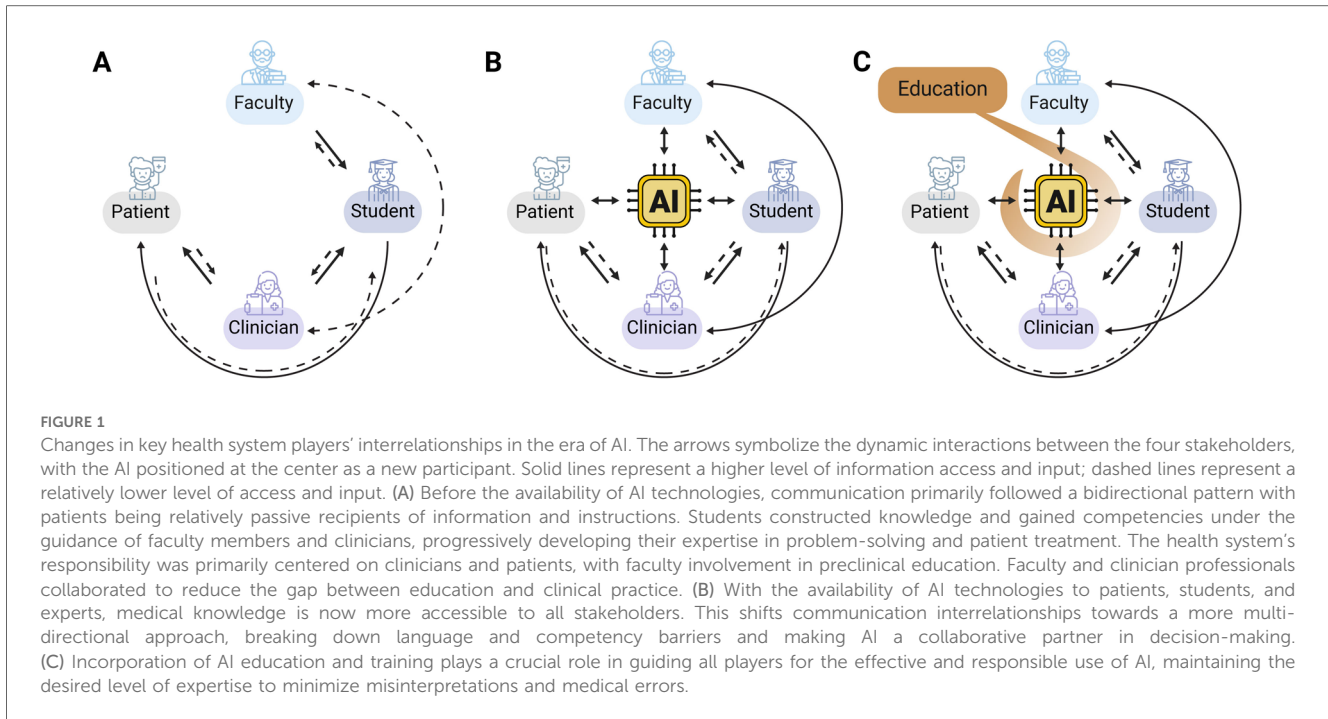 A
Faculty
Patient
Student
Clinician
B
Faculty
Patient
AI
Student
Clinician
C
Education
Faculty
Patient
AI
Student
Clinician
FIGURE 1
Changes in key health system players’ interrelationships in the era of AI. The arrows symbolize the dynamic interactions between the four stakeholders,
with the AI positioned at the center as a new participant. Solid lines represent a higher level of information access and input; dashed lines represent a
relatively lower level of access and input. (A) Before the availability of AI technologies, communication primarily followed a bidirectional pattern with
patients being relatively passive recipients of information and instructions. Students constructed knowledge and gained competencies under the
guidance of faculty members and clinicians, progressively developing their expertise in problem-solving and patient treatment. The health system’s
responsibility was primarily centered on clinicians and patients, with faculty involvement in preclinical education. Faculty and clinician professionals
collaborated to reduce the gap between education and clinical practice. (B) With the availability of AI technologies to patients, students, and
experts, medical knowledge is now more accessible to all stakeholders. This shifts communication interrelationships towards a more multi-
directional approach, breaking down language and competency barriers and making AI a collaborative partner in decision-making.
(C) Incorporation of AI education and training plays a crucial role in guiding all players for the effective and responsible use of AI, maintaining the
desired level of expertise to minimize misinterpretations and medical errors.